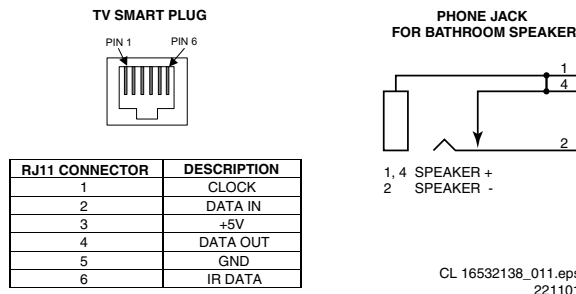 TV SMART PLUG
PIN 1 PIN 6
RJ11 CONNECTOR DESCRIPTION
1 CLOCK
2 DATA IN
3 +5V
4 DATA OUT
5 GND
6 IR DATA
PHONE JACK
FOR BATHROOM SPEAKER
1
4
2
1, 4 SPEAKER +
2 SPEAKER -
CL 16532138_011.eps
221101